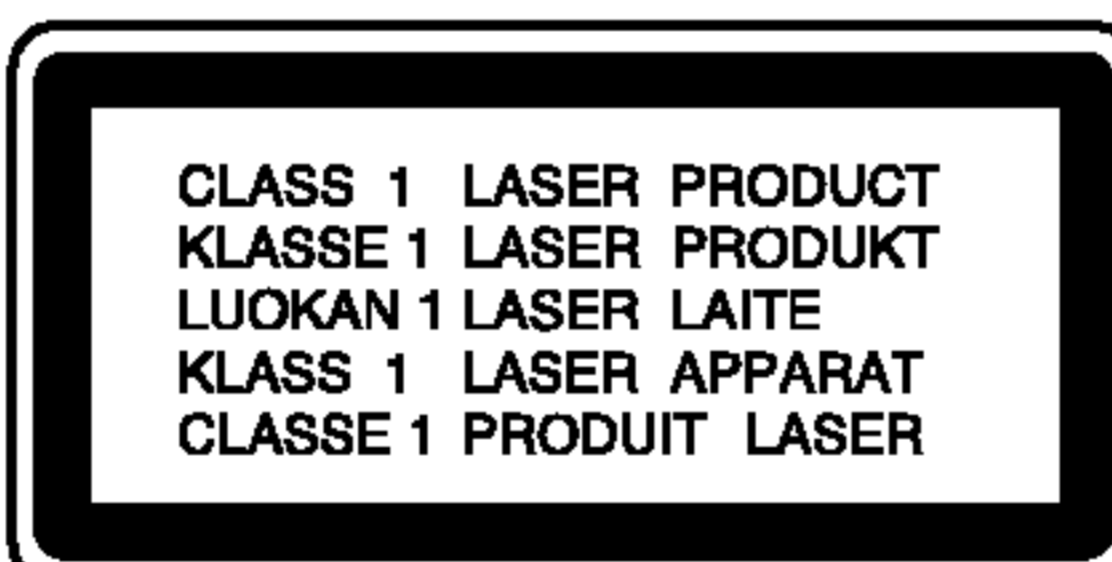 CLASS 1 LASER PRODUCT
KLASSE 1 LASER PRODUKT
LUOKAN 1 LASER LAITE
KLASS 1 LASER APPARAT
CLASSE 1 PRODUIT LASER